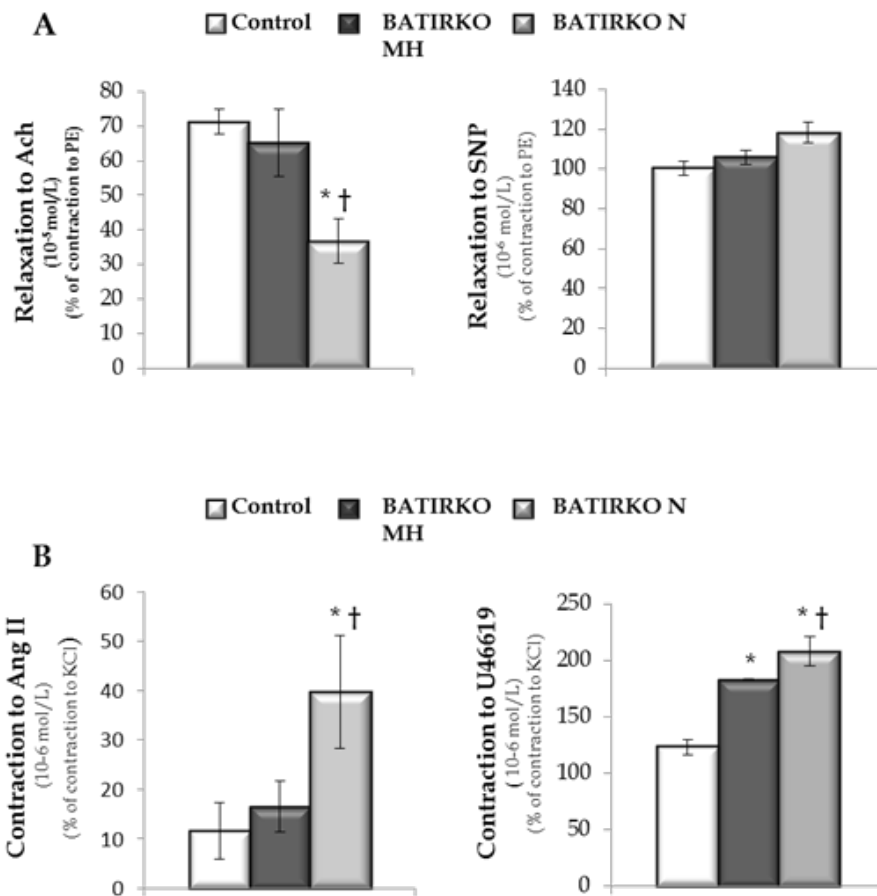 A
Control
BATIRKO
MH
BATIRKO N
Relaxation to Ach
(10⁻⁵mol/L)
(% of contraction to PE)
80
70
60
50
40
30
20
10
0
* †
Relaxation to SNP
(10⁻⁶ mol/L)
(% of contraction to PE)
140
120
100
80
60
40
20
0
Control
BATIRKO
MH
BATIRKO N
B
Contraction to Ang II
(10-6 mol/L)
(% of contraction to KCl)
60
50
40
30
20
10
0
* †
Contraction to U46619
( 10-6 mol/L)
(% of contraction to KCl)
250
200
150
100
50
0
*
* †